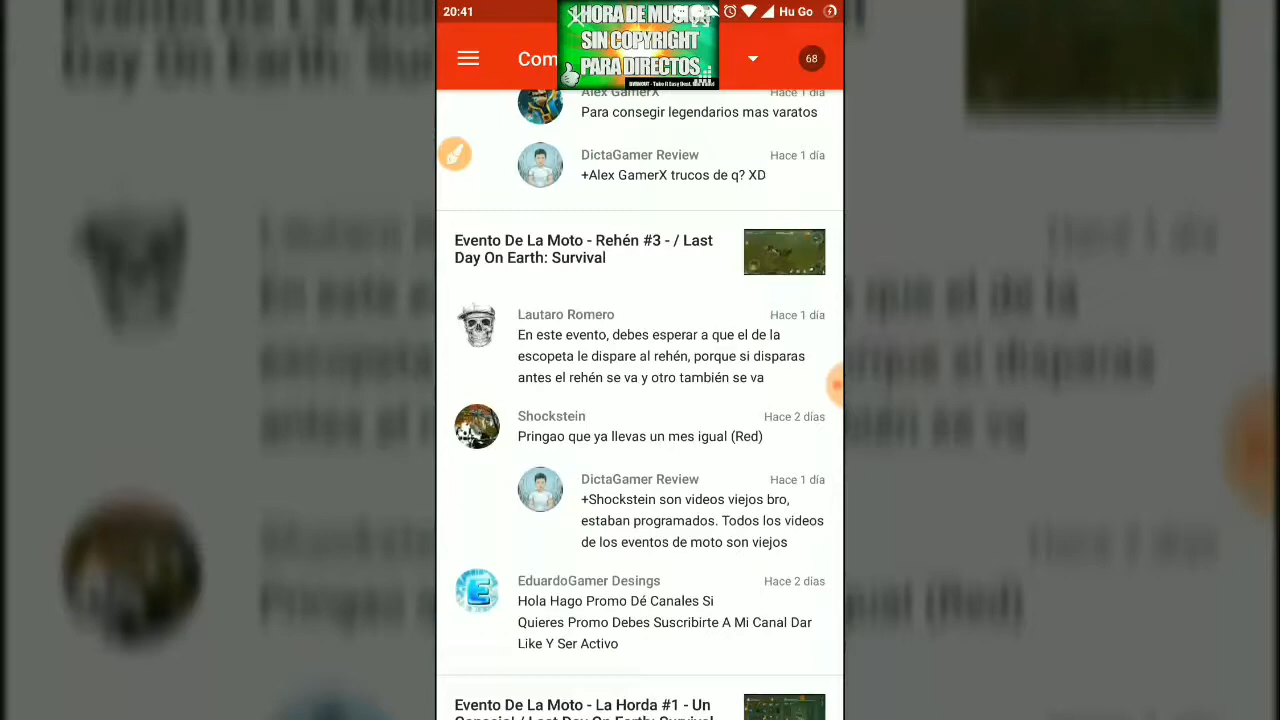 20:41
Hu Go
1 HORA DE MUSICA
SIN COPYRIGHT
PARA DIRECTOS
Com
68
Alex GamerX
Hace 1 día
Para consegir legendarios mas varatos
DictaGamer Review
Hace 1 día
+Alex GamerX trucos de q? XD
Evento De La Moto - Rehén #3 - / Last
Day On Earth: Survival
Lautaro Romero
Hace 1 día
En este evento, debes esperar a que el de la
escopeta le dispare al rehén, porque si disparas
antes el rehén se va y otro también se va
Shockstein
Hace 2 días
Pringao que ya llevas un mes igual (Red)
DictaGamer Review
Hace 1 día
+Shockstein son videos viejos bro,
estaban programados. Todos los videos
de los eventos de moto son viejos
EduardoGamer Desings
Hace 2 días
Hola Hago Promo Dé Canales Si
Quieres Promo Debes Suscribirte A Mi Canal Dar
Like Y Ser Activo
Evento De La Moto - La Horda #1 - Un
/ Last Day On Earth: Survival